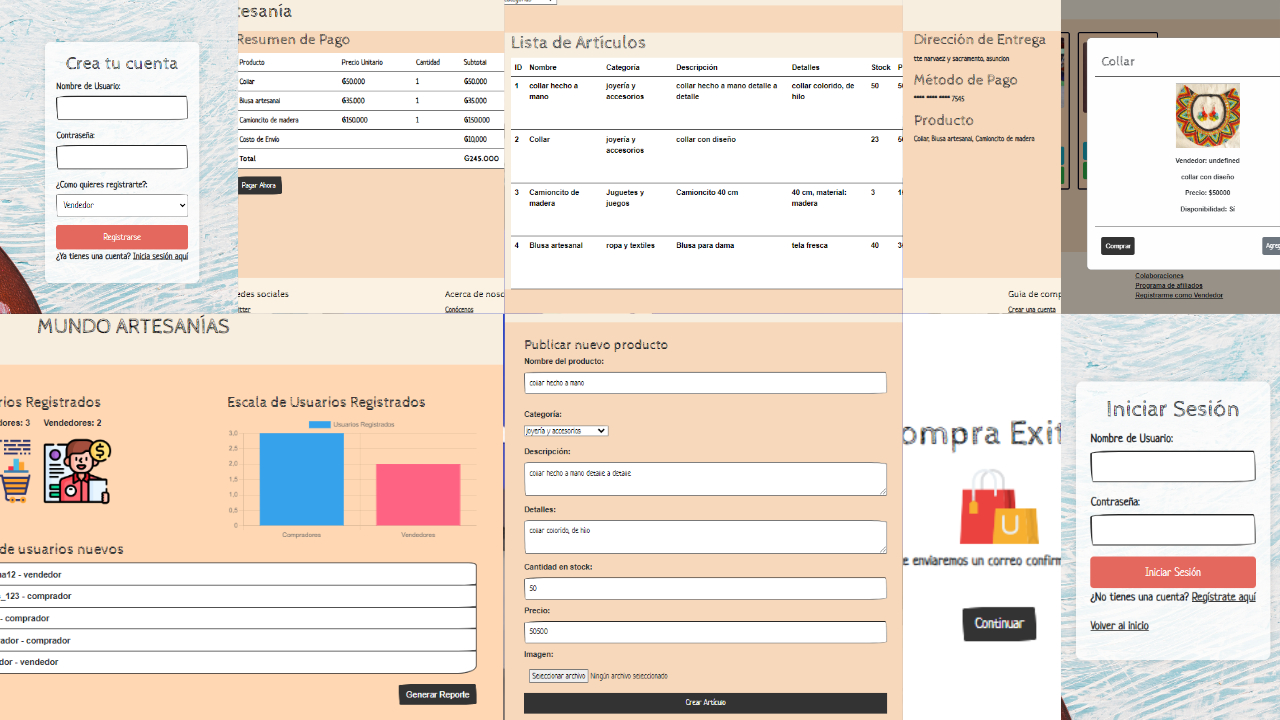 Crea tu cuenta
Nombre de Usuario:
Contraseña:
¿Como quieres registrarte?:
Vendedor
Registrarse
¿Ya tienes una cuenta? Inicia sesión aquí
tesanía
Resumen de Pago
Producto Precio Unitario Cantidad Subtotal
Collar ₲50.000 1 ₲50.000
Blusa artesanal ₲35.000 1 ₲35.000
Camioncito de madera ₲150.000 1 ₲150.000
Costo de Envío ₲10.000
Total ₲245.000
Pagar Ahora
edes sociales Acerca de noso
tter Conócenos
Lista de Artículos
ID Nombre Categoría Descripción Detalles Stock P
1 collar hecho a mano joyería y accesorios collar hecho a mano detalle a detalle collar colorido, de hilo 50 50
2 Collar joyería y accesorios collar con diseño 23
3 Camioncito de madera Juguetes y juegos Camioncito 40 cm 40 cm, material: madera 3
4 Blusa artesanal ropa y textiles Blusa para dama tela fresca 40
Dirección de Entrega
tte narvaez y sacramento, asuncion
Método de Pago
**** **** **** 7545
Producto
Collar, Blusa artesanal, Camioncito de madera
Guía de comp
Crear una cuenta
Collar
Vendedor: undefined
collar con diseño
Precio: $50000
Disponibilidad: Sí
Comprar Agre
Colaboraciones
Programa de afiliados
Registrarme como Vendedor
MUNDO ARTESANÍAS
rios Registrados
dores: 3 Vendedores: 2
Escala de Usuarios Registrados
Usuarios Registrados
3,0
2,5
2,0
1,5
1,0
0,5
0
Compradores Vendedores
de usuarios nuevos
na12 - vendedor
s_123 - comprador
- comprador
rador - comprador
dor - vendedor
Generar Reporte
Publicar nuevo producto
Nombre del producto:
collar hecho a mano
Categoría:
joyería y accesorios
Descripción:
collar hecho a mano detalle a detalle
Detalles:
collar colorido, de hilo
Cantidad en stock:
50
Precio:
50500
Imagen:
Seleccionar archivo Ningún archivo seleccionado
Crear Artículo
ompra Exit
e enviaremos un correo confirm
Continuar
Iniciar Sesión
Nombre de Usuario:
Contraseña:
Iniciar Sesión
¿No tienes una cuenta? Regístrate aquí
Volver al Inicio